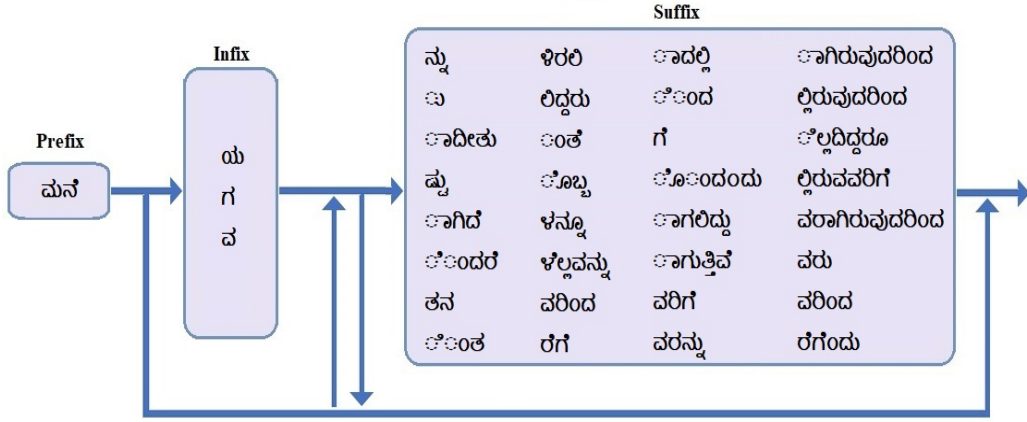 Suffix
Infix
Prefix
ಮನೆ
ಯ
ಗ
ವ
ನ್ನು ಳಿರಲಿ ಾದಲ್ಲಿ ಾಗಿರುವುದರಿಂದ
ು ಲಿದ್ದರು ಿಂದ ಲ್ಲಿರುವುದರಿಂದ
ಾದೀತು ಂತೆ ಗೆ ಿಲ್ಲದಿದ್ದರೂ
ಷ್ಟು ೊಬ್ಬ ೊಂದಂದು ಲ್ಲಿರುವವರಿಗೆ
ಾಗಿದೆ ಳನ್ನೂ ಾಗಲಿದ್ದು ವರಾಗಿರುವುದರಿಂದ
ೆಂದರೆ ಳೆಲ್ಲವನ್ನು ಾಗುತ್ತಿವೆ ವರು
ತನ ವರಿಂದ ವರಿಗೆ ವರಿಂದ
ಿಂತ ರೆಗೆ ವರನ್ನು ರೆಗೆಂದು